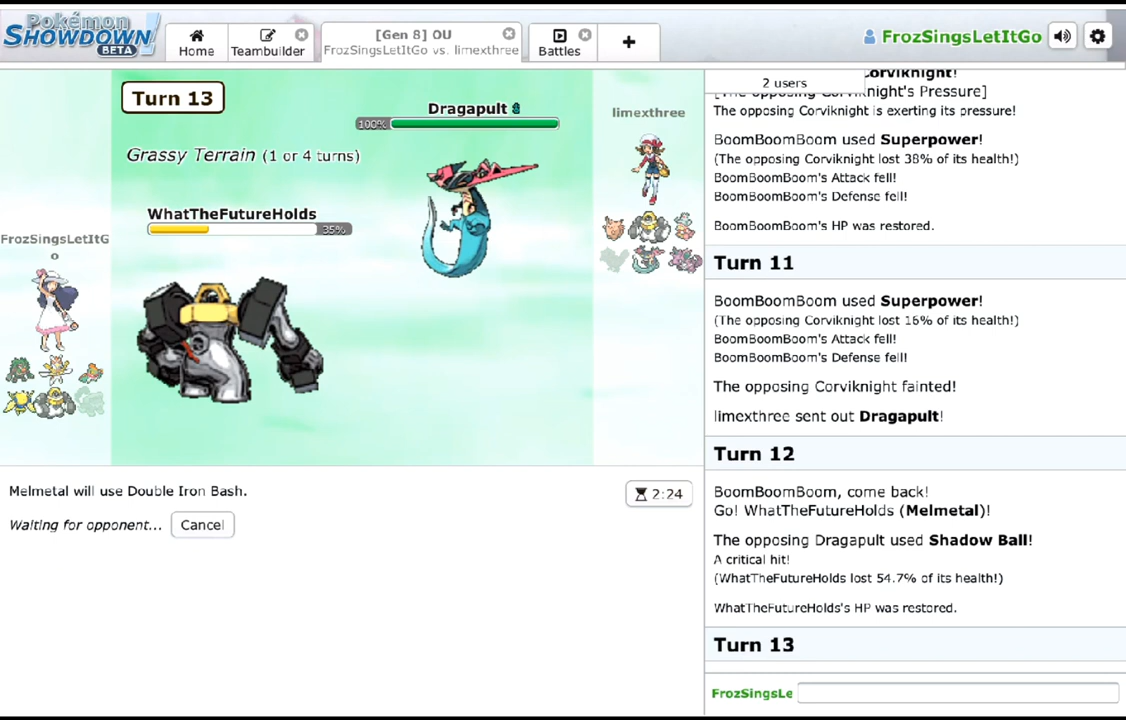 Pokémon
SHOWDOWN!
BETA
Home
Teambuilder
[Gen 8] OU
FrozSingsLetItGo vs. limexthree
Battles
+
FrozSingsLetItGo
Turn 13
Dragapult
100%
Grassy Terrain (1 or 4 turns)
WhatTheFutureHolds
35%
FrozSingsLetItG
o
limexthree
Melmetal will use Double Iron Bash.
2:24
Waiting for opponent...
Cancel
2 users
Corviknight!
[The opposing Corviknight's Pressure]
The opposing Corviknight is exerting its pressure!
BoomBoomBoom used Superpower!
(The opposing Corviknight lost 38% of its health!)
BoomBoomBoom's Attack fell!
BoomBoomBoom's Defense fell!
BoomBoomBoom's HP was restored.
Turn 11
BoomBoomBoom used Superpower!
(The opposing Corviknight lost 16% of its health!)
BoomBoomBoom's Attack fell!
BoomBoomBoom's Defense fell!
The opposing Corviknight fainted!
limexthree sent out Dragapult!
Turn 12
BoomBoomBoom, come back!
Go! WhatTheFutureHolds (Melmetal)!
The opposing Dragapult used Shadow Ball!
A critical hit!
(WhatTheFutureHolds lost 54.7% of its health!)
WhatTheFutureHolds's HP was restored.
Turn 13
FrozSingsLe